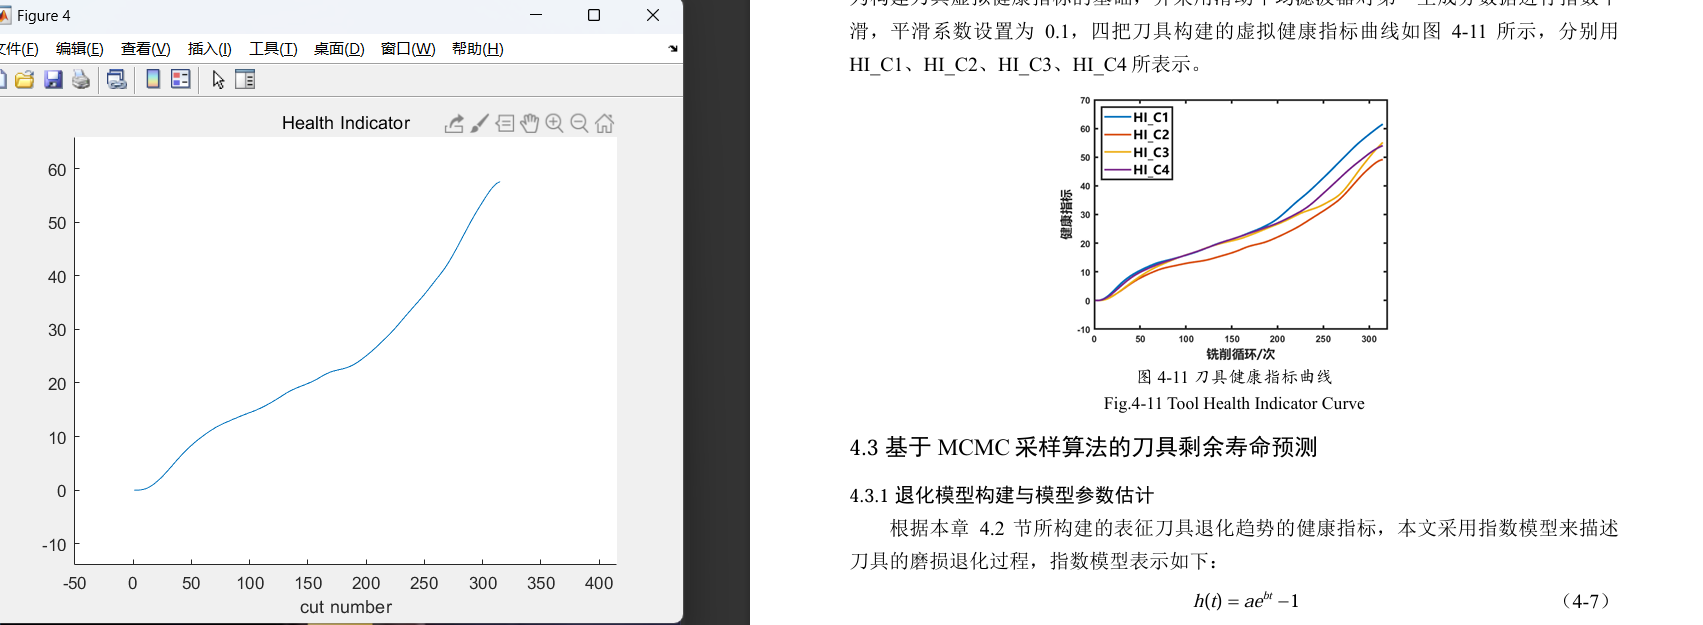 Figure 4
文件(F) 编辑(E) 查看(V) 插入(I) 工具(T) 桌面(D) 窗口(W) 帮助(H)
Health Indicator
60
50
40
30
20
10
0
-10
-50 0 50 100 150 200 250 300 350 400
cut number
滑，平滑系数设置为 0.1，四把刀具构建的虚拟健康指标曲线如图 4-11 所示，分别用
HI_C1、HI_C2、HI_C3、HI_C4 所表示。
70
60
50
40
30
20
10
0
-10
HI_C1
HI_C2
HI_C3
HI_C4
健康指标
0 50 100 150 200 250 300
铣削循环/次
图 4-11 刀具健康指标曲线
Fig.4-11 Tool Health Indicator Curve
4.3 基于 MCMC 采样算法的刀具剩余寿命预测
4.3.1 退化模型构建与模型参数估计
根据本章 4.2 节所构建的表征刀具退化趋势的健康指标，本文采用指数模型来描述
刀具的磨损退化过程，指数模型表示如下：
h(t) = ae^{bt} − 1 （4-7）